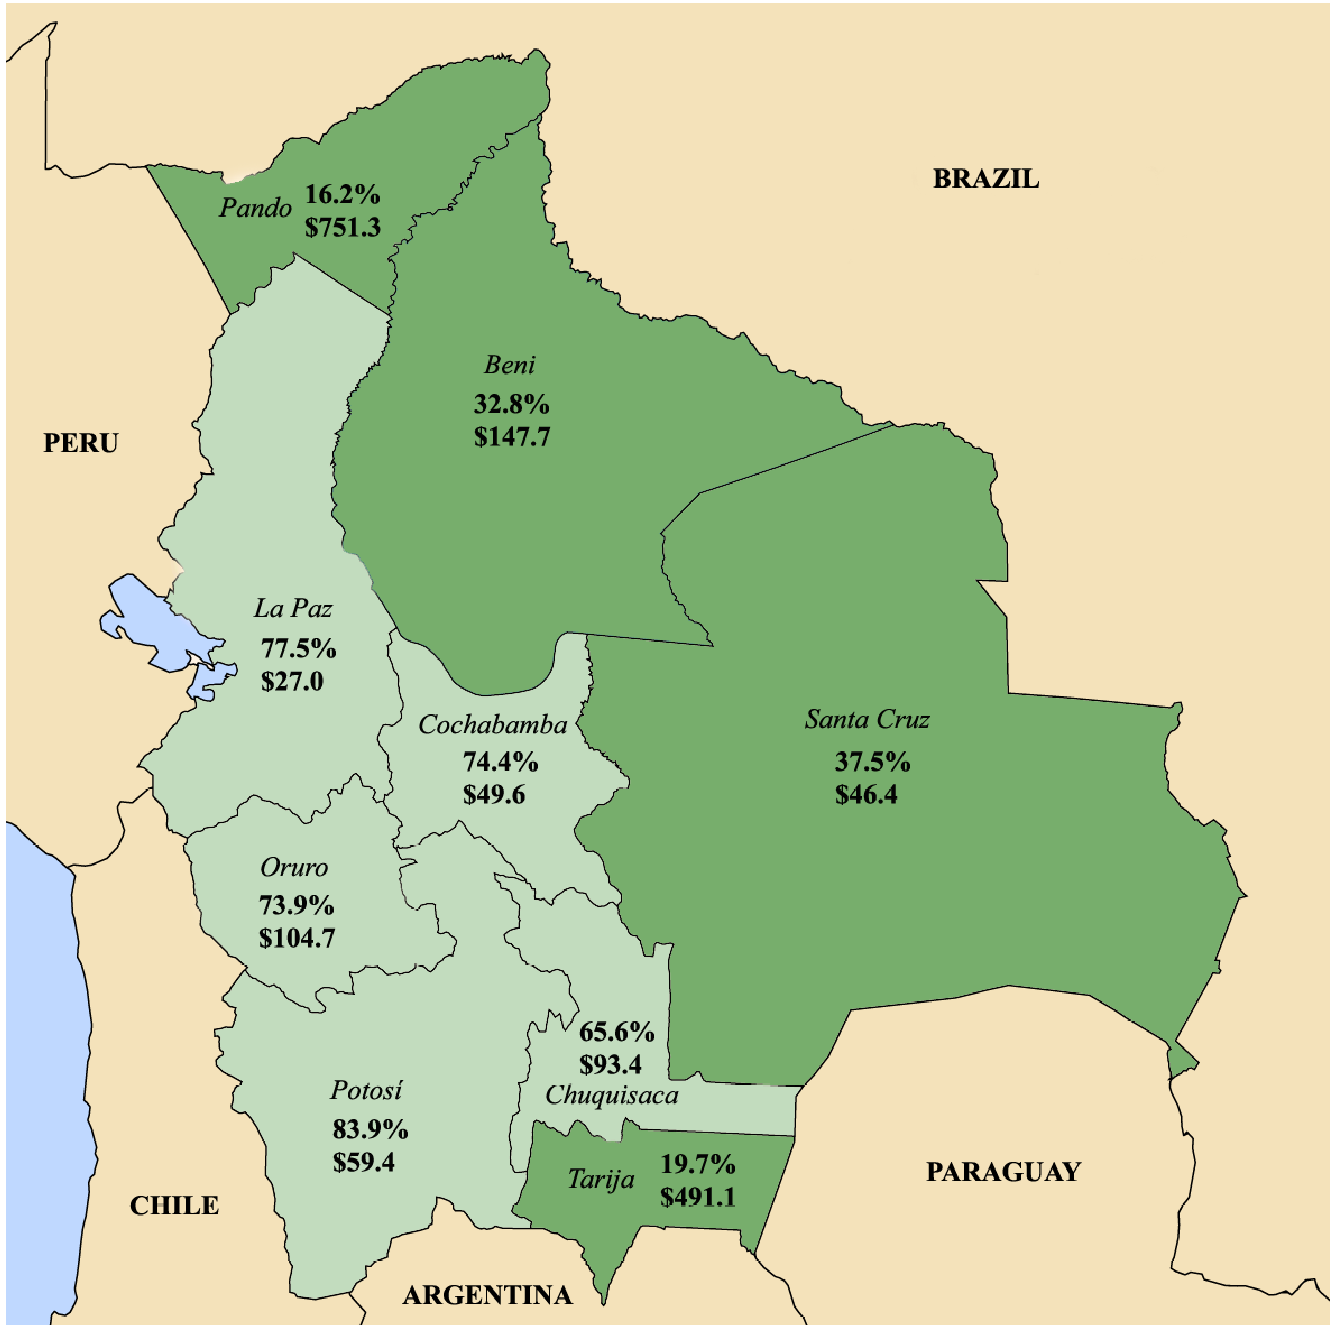 BRAZIL
Pando
16.2%
$751.3
Beni
32.8%
$147.7
PERU
La Paz
77.5%
$27.0
Cochabamba
74.4%
$49.6
Santa Cruz
37.5%
$46.4
Oruro
73.9%
$104.7
65.6%
$93.4
Chuquisaca
Potosí
83.9%
$59.4
Tarija
19.7%
$491.1
PARAGUAY
CHILE
ARGENTINA